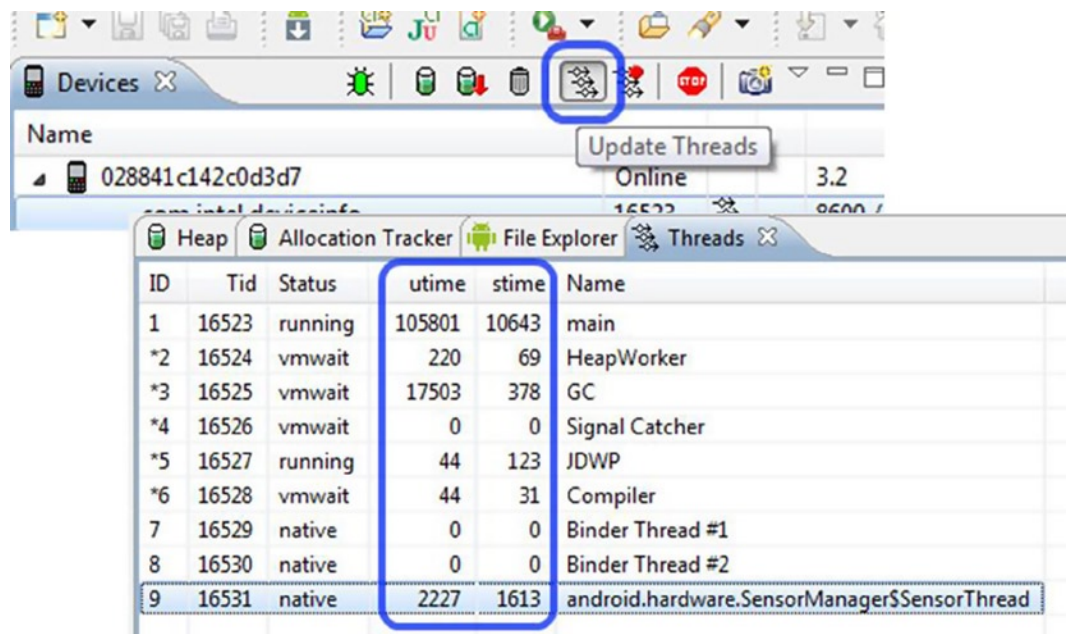 Devices
STOP
Name
Update Threads
028841c142c0d3d7 Online 3.2
com.intel.deviceinfo 16523 8600 /
Heap Allocation Tracker File Explorer Threads
ID Tid Status utime stime Name
1 16523 running 105801 10643 main
*2 16524 vmwait 220 69 HeapWorker
*3 16525 vmwait 17503 378 GC
*4 16526 vmwait 0 0 Signal Catcher
*5 16527 running 44 123 JDWP
*6 16528 vmwait 44 31 Compiler
7 16529 native 0 0 Binder Thread #1
8 16530 native 0 0 Binder Thread #2
9 16531 native 2227 1613 android.hardware.SensorManager$SensorThread